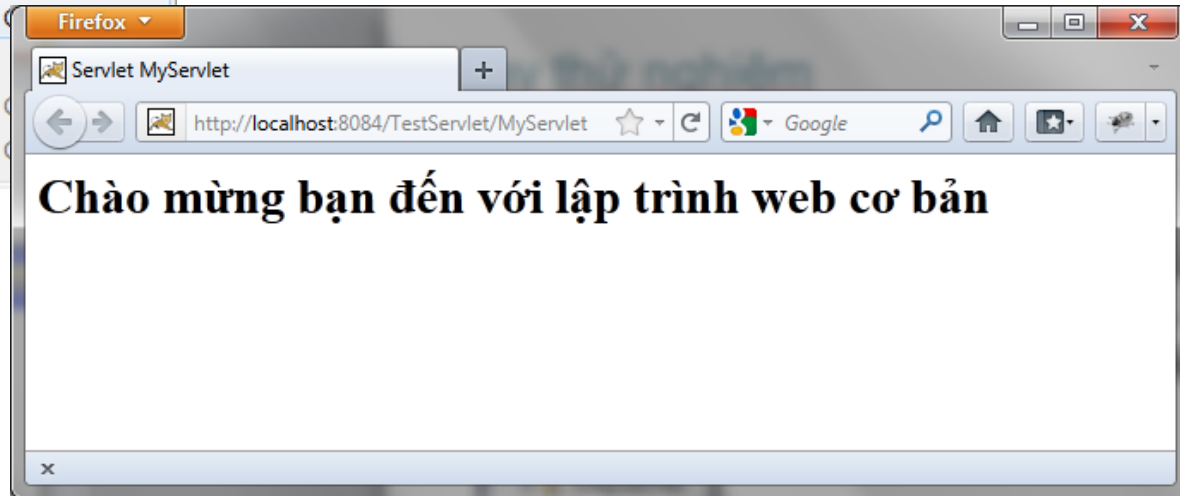 Firefox
Servlet MyServlet
http://localhost:8084/TestServlet/MyServlet
Google
Chào mừng bạn đến với lập trình web cơ bản